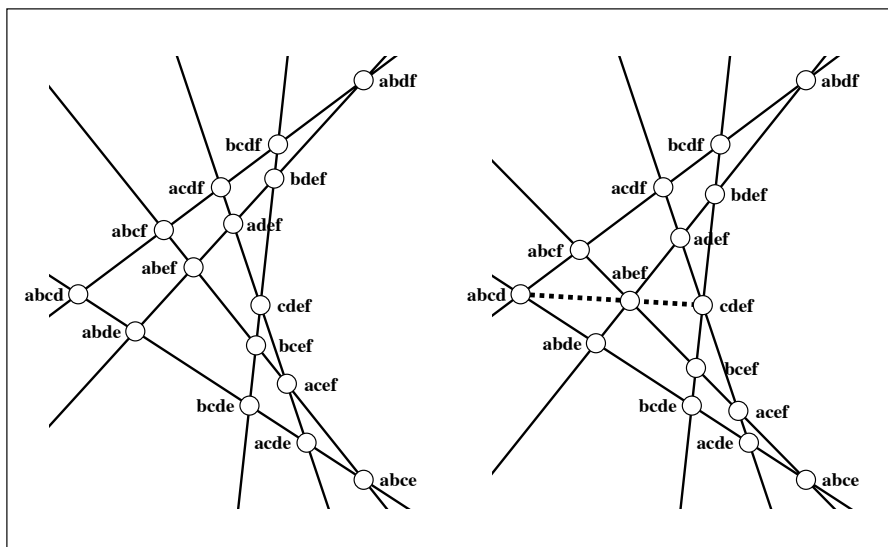 abdf
bcdf
acdf
bdef
abcf
adef
abef
abcd
cdef
abde
bcef
acef
bcde
acde
abce
abdf
bcdf
acdf
bdef
adef
abcf
abef
abcd
cdef
abde
bcef
bcde
acef
acde
abce